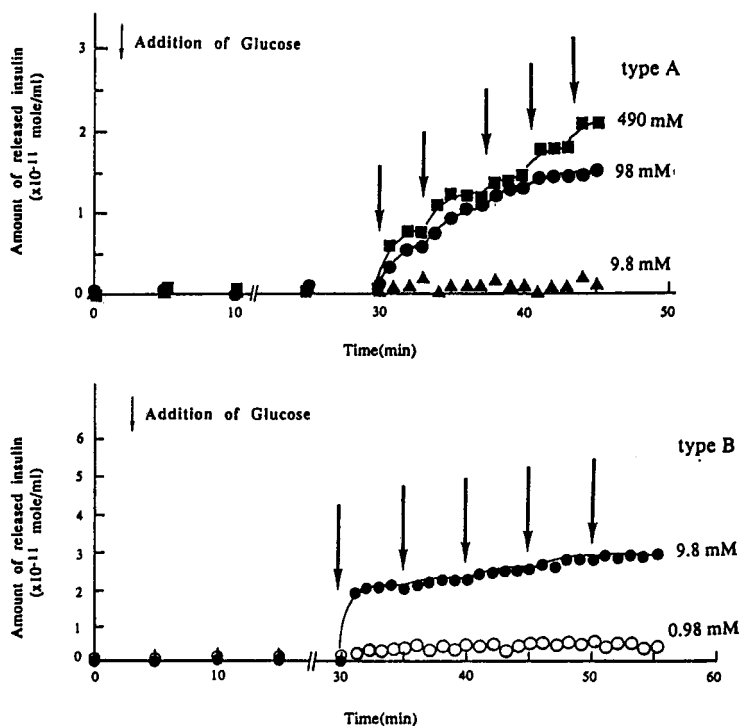 Addition of Glucose
type A
490 mM
98 mM
9.8 mM
Amount of released insulin
(x10-11 mole/ml)
3
2
1
0
0
10
30
40
50
Time(min)
Addition of Glucose
type B
9.8 mM
0.98 mM
Amount of released insulin
(x10-11 mole/ml)
6
5
4
3
2
1
0
0
10
30
40
50
60
Time(min)